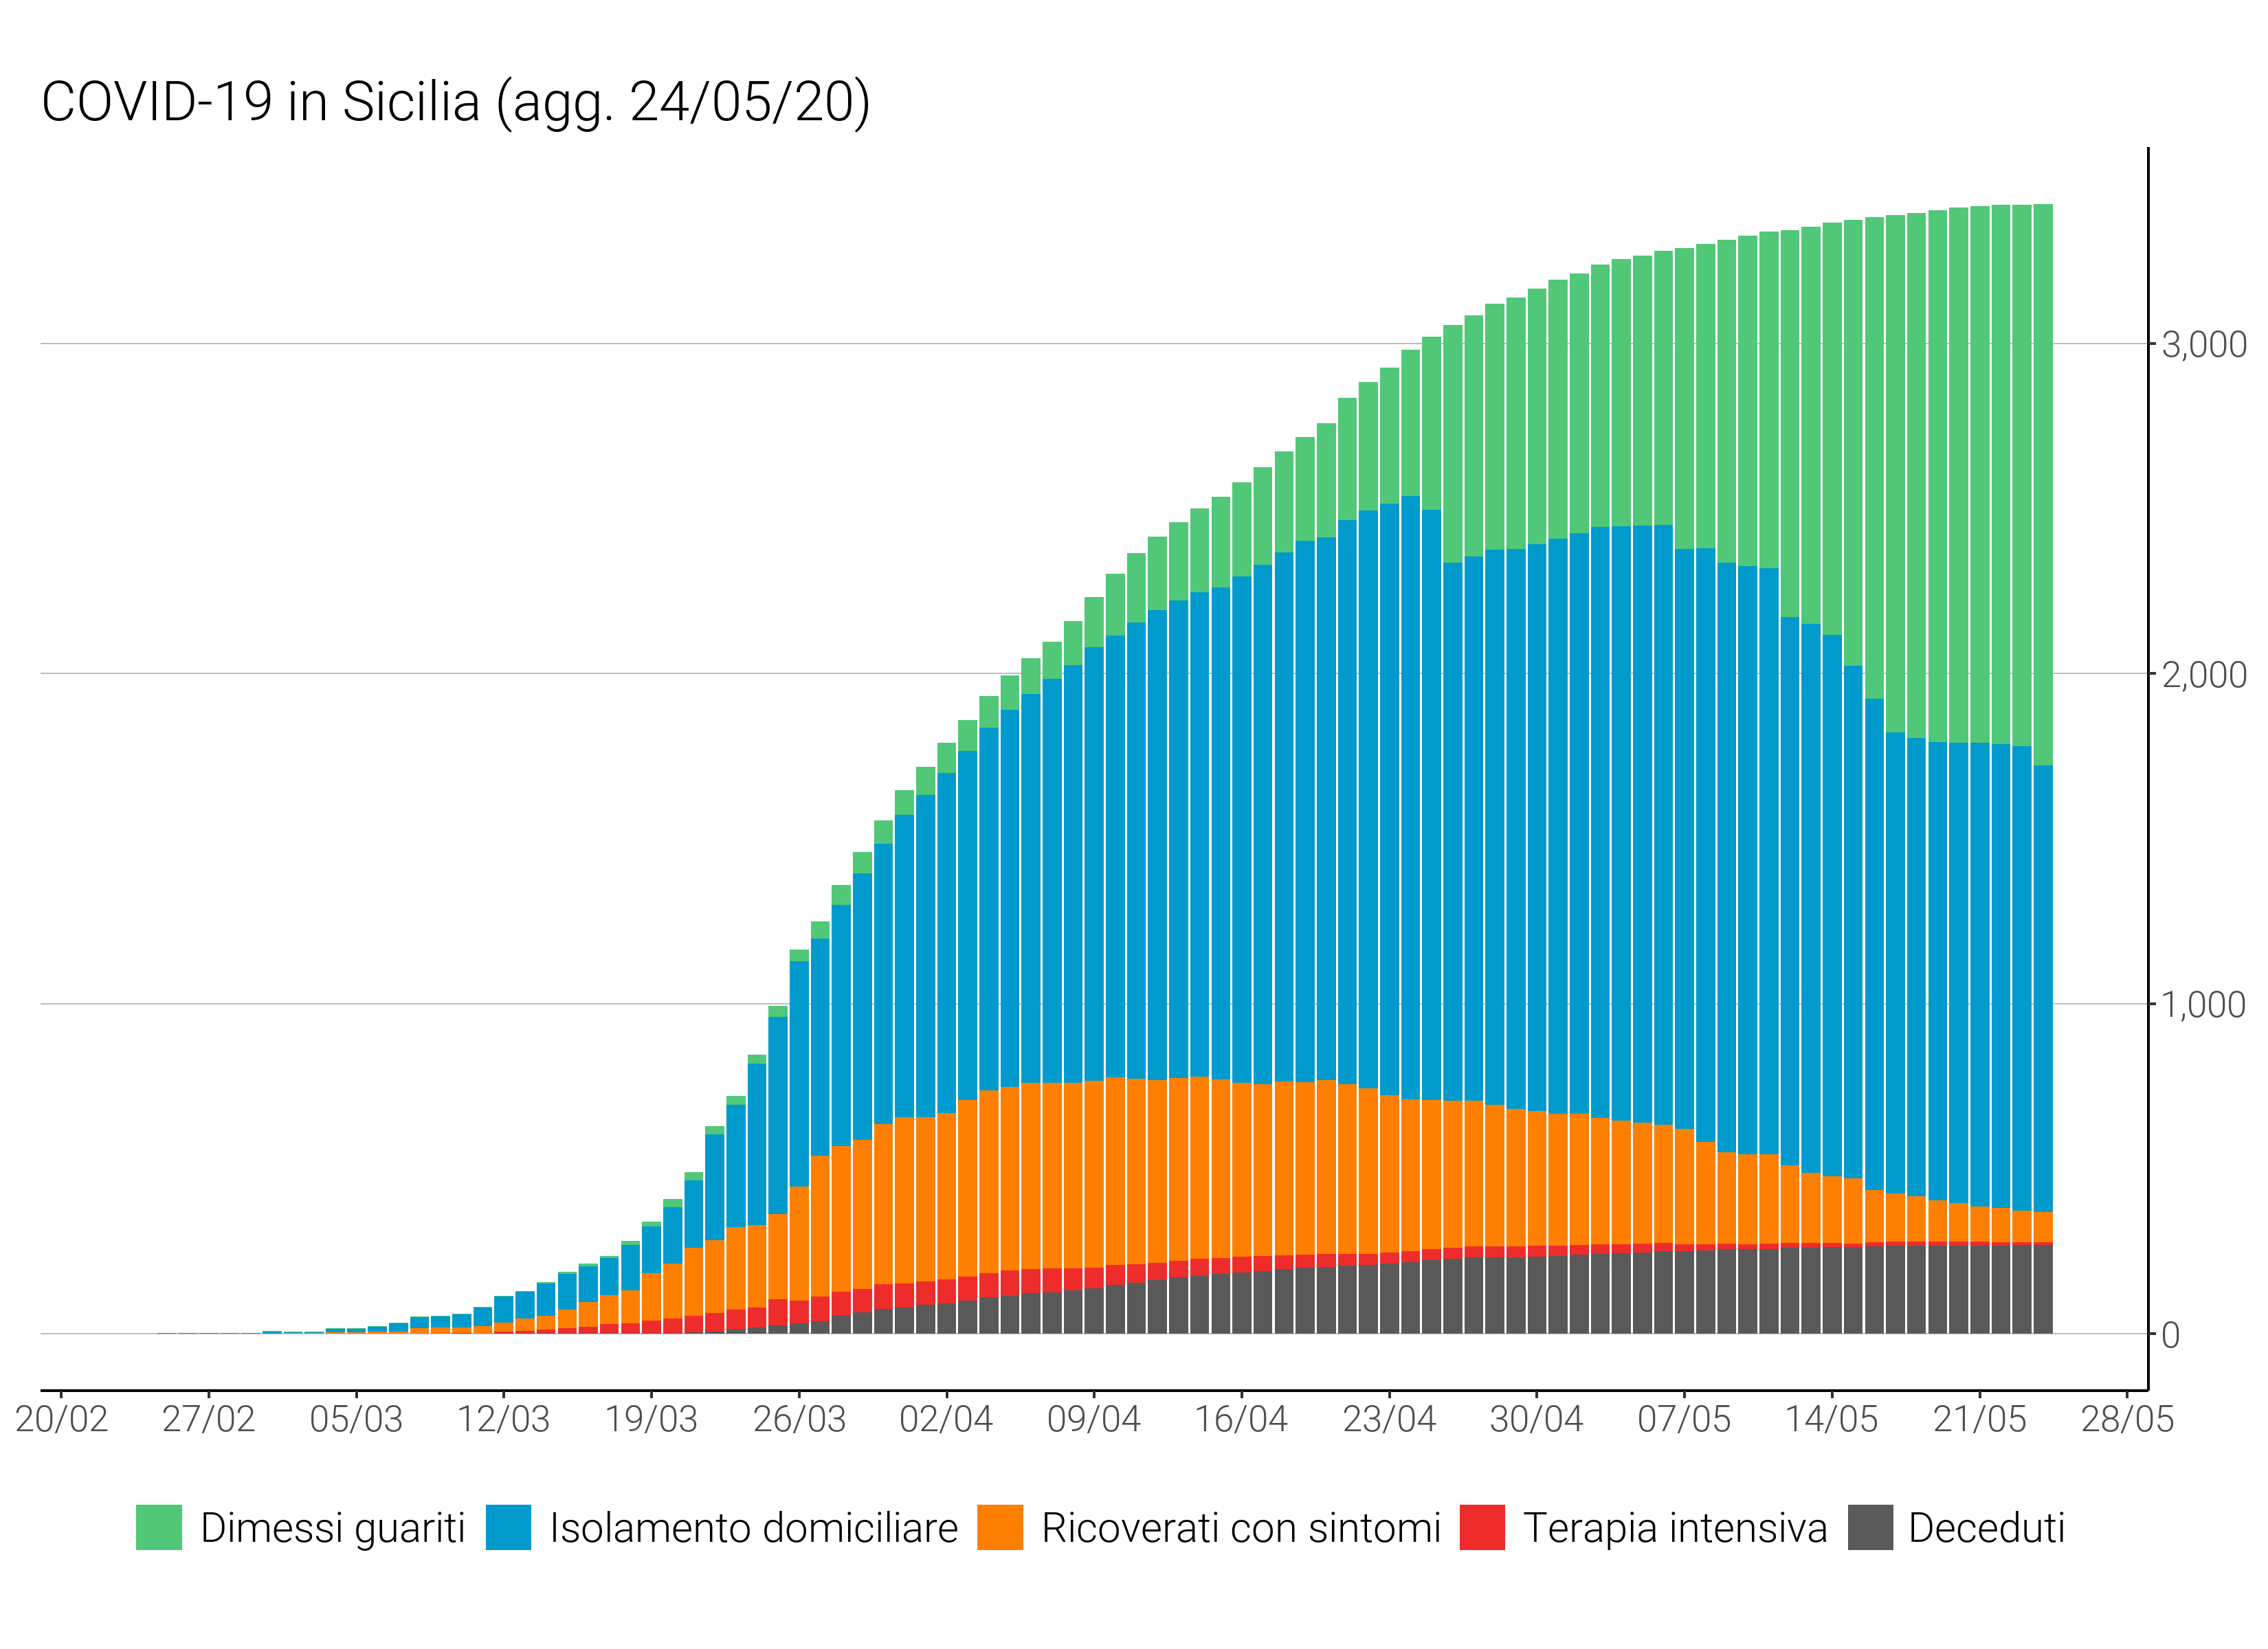 COVID-19 in Sicilia (agg. 24/05/20)
3,000
2,000
1,000
0
20/02 27/02 05/03 12/03 19/03 26/03 02/04 09/04 16/04 23/04 30/04 07/05 14/05 21/05 28/05
Dimessi guariti Isolamento domiciliare Ricoverati con sintomi Terapia intensiva Deceduti